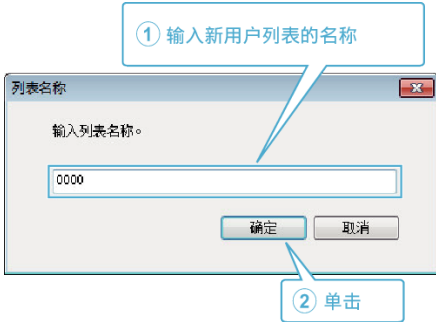 ① 输入新用户列表的名称
列表名称
输入列表名称。
0000
确定 取消
② 单击